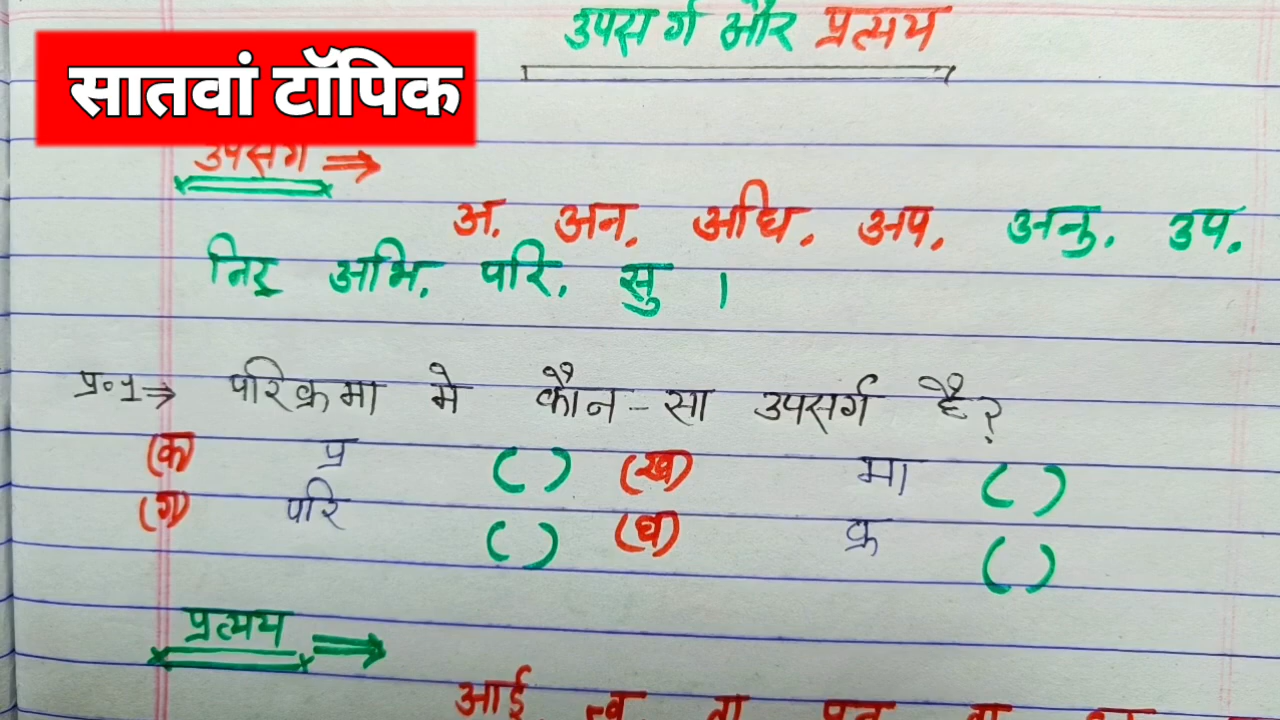 उपसर्ग और प्रत्यय
सातवां टॉपिक
उपसर्ग ⇒
अ. अन. अधि. अप. अनु. उप.
निर् अभि. परि. सु ।
प्र०1→ परिक्रमा मे कौन-सा उपसर्ग है?
(क) प्र ( ) (ख) मा ( )
(ग) परि ( ) (घ) क्र ( )
प्रत्यय ⇒
आई